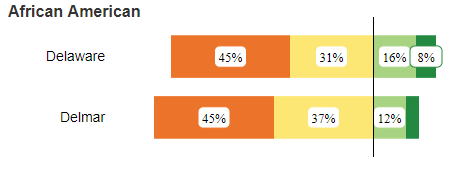 African American
Delaware 45% 31% 16% 8%
Delmar 45% 37% 12%